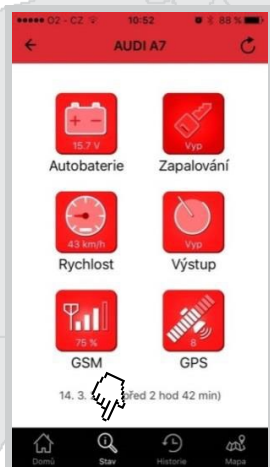 O2 - CZ 10:52 88 %
AUDI A7
+ -
15.7 V Vyp
Autobaterie Zapalování
43 km/h Vyp
Rychlost Výstup
75 % 8
GSM GPS
14. 3. před 2 hod 42 min)
Domů Stav Historie Mapa